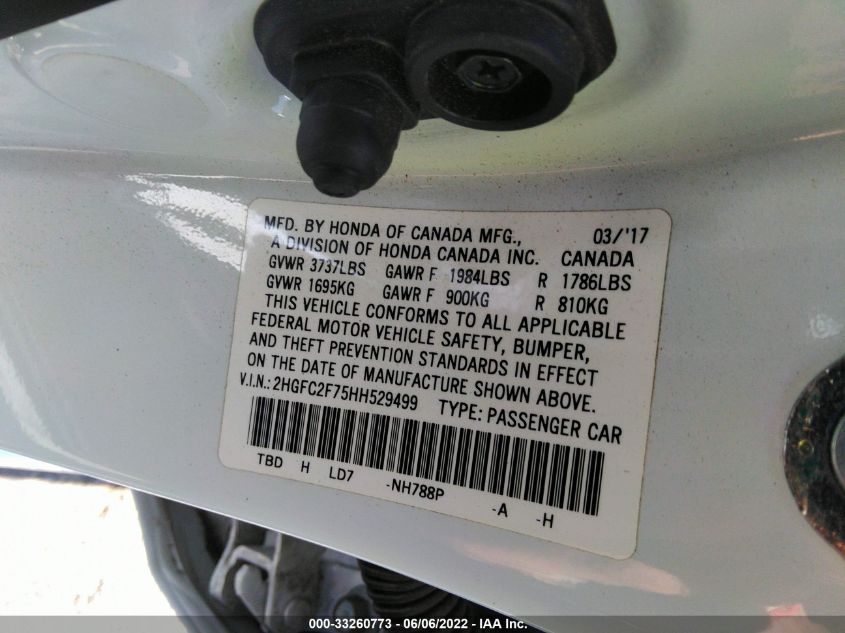 MFD. BY HONDA OF CANADA MFG., 03/'17
A DIVISION OF HONDA CANADA INC. CANADA
GVWR 3737LBS GAWR F 1984LBS R 1786LBS
GVWR 1695KG GAWR F 900KG R 810KG
THIS VEHICLE CONFORMS TO ALL APPLICABLE
FEDERAL MOTOR VEHICLE SAFETY, BUMPER,
AND THEFT PREVENTION STANDARDS IN EFFECT
ON THE DATE OF MANUFACTURE SHOWN ABOVE.
V.I.N.: 2HGFC2F75HH529499 TYPE: PASSENGER CAR
TBD H LD7 -NH788P -A -H
000-33260773 - 06/06/2022 - IAA Inc.